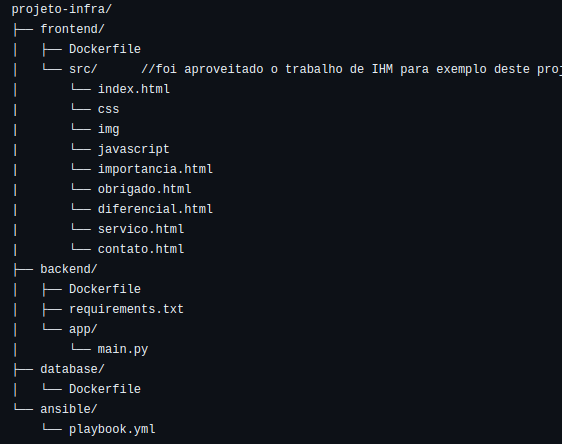 projeto-infra/
├── frontend/
│   ├── Dockerfile
│   └── src/      //foi aproveitado o trabalho de IHM para exemplo deste proj
│       └── index.html
│       └── css
│       └── img
│       └── javascript
│       └── importancia.html
│       └── obrigado.html
│       └── diferencial.html
│       └── servico.html
│       └── contato.html
├── backend/
│   ├── Dockerfile
│   ├── requirements.txt
│   └── app/
│       └── main.py
├── database/
│   └── Dockerfile
└── ansible/
    └── playbook.yml